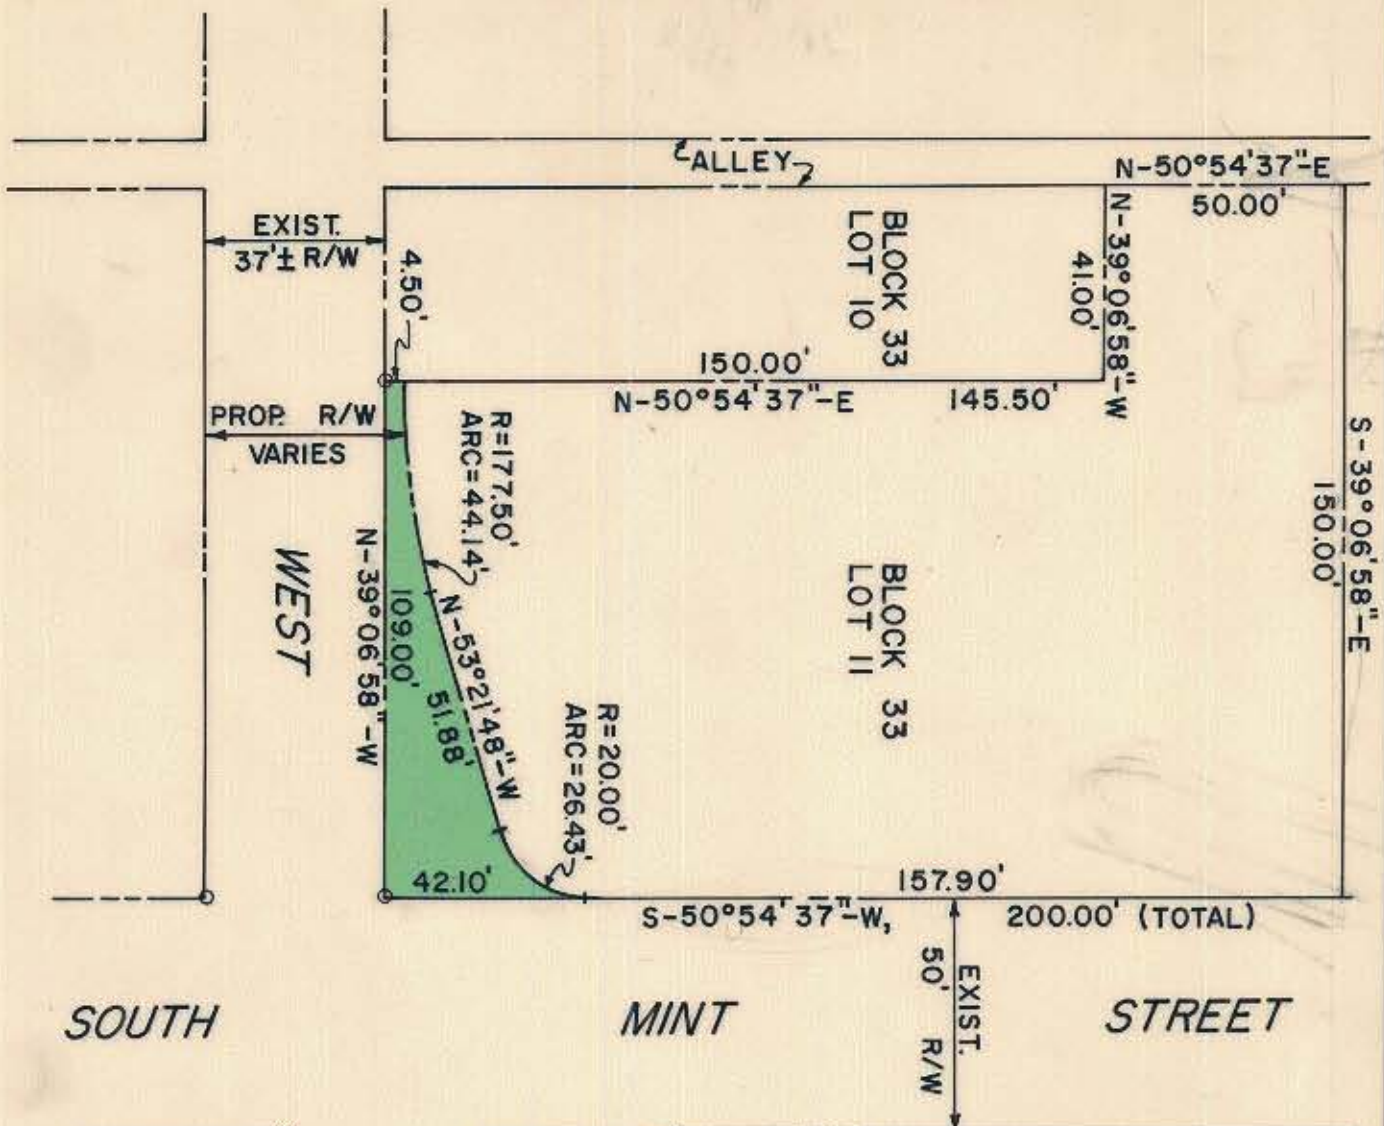 ALLEY
N-50°54'37"-E
50.00'
EXIST.
37'± R/W
4.50'
BLOCK 33
LOT 10
N-39°06'58"-W
41.00'
150.00'
N-50°54'37"-E 145.50'
PROP. R/W
VARIES
R=177.50'
ARC=44.14'
S-39°06'58"-E
150.00'
WEST
N-39°06'58"-W
109.00'
N-53°21'48"-W
51.88'
BLOCK 33
LOT 11
R=20.00'
ARC=26.43'
42.10'
157.90'
S-50°54'37"-W, 200.00' (TOTAL)
EXIST.
50' R/W
SOUTH MINT STREET